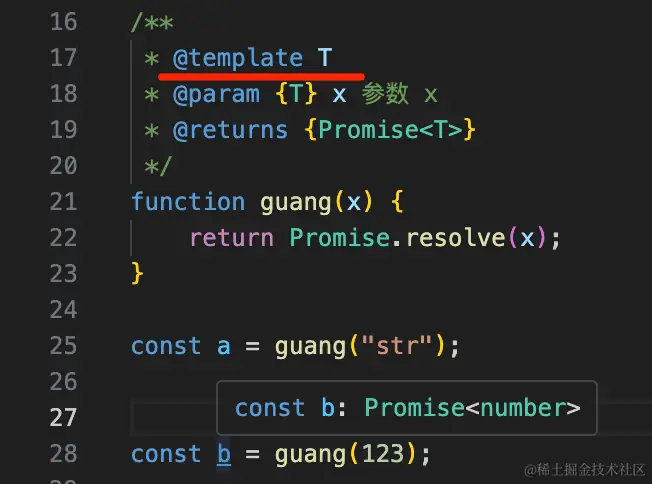 16 /**
17  * @template T
18  * @param {T} x 参数 x
19  * @returns {Promise<T>}
20  */
21 function guang(x) {
22     return Promise.resolve(x);
23 }
24
25 const a = guang("str");
26
const b: Promise<number>
27
28 const b = guang(123);
@稀土掘金技术社区